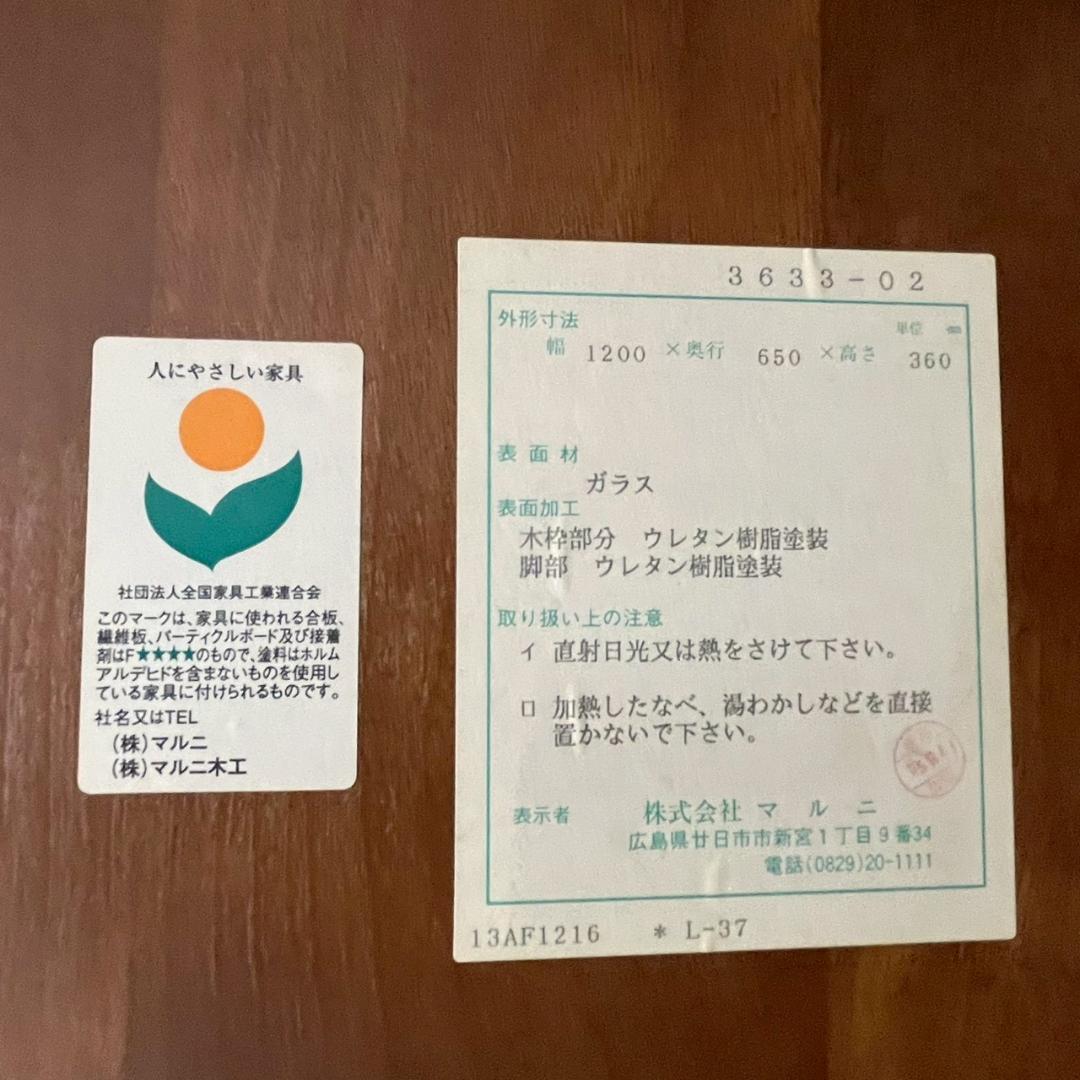 人にやさしい家具
社団法人全国家具工業連合会
このマークは、家具に使われる合板、
繊維板、パーティクルボード及び接着
剤はF★★★★のもので、塗料はホルム
アルデヒドを含まないものを使用し
ている家具に付けられるものです。
社名又はTEL
(株)マルニ
(株)マルニ木工
3633-02
外形寸法
単位 ㎜
幅 1200 ×奥行 650 ×高さ 360
表面材
ガラス
表面加工
木枠部分 ウレタン樹脂塗装
脚部 ウレタン樹脂塗装
取り扱い上の注意
イ 直射日光又は熱をさけて下さい。
ロ 加熱したなべ、湯わかしなどを直接
置かないで下さい。
表示者 株式会社 マルニ
広島県廿日市市新宮1丁目9番34
電話(0829)20-1111
13AF1216 * L-37